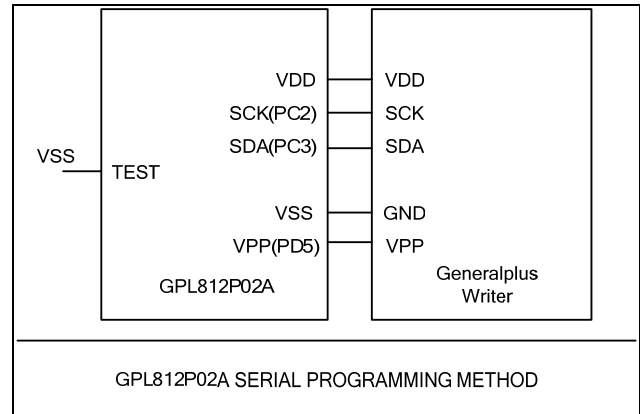 VDD VDD
SCK(PC2) SCK
SDA(PC3) SDA
VSS
TEST
VSS GND
VPP(PD5) VPP
GPL812P02A
Generalplus
Writer
GPL812P02A SERIAL PROGRAMMING METHOD